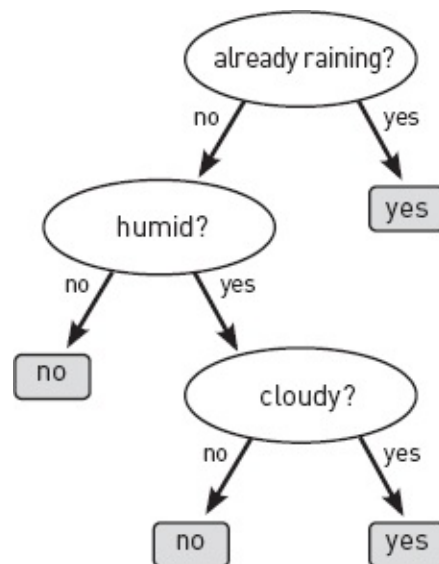 already raining?
no
yes
humid?
yes
no
yes
no
cloudy?
no
yes
no
yes